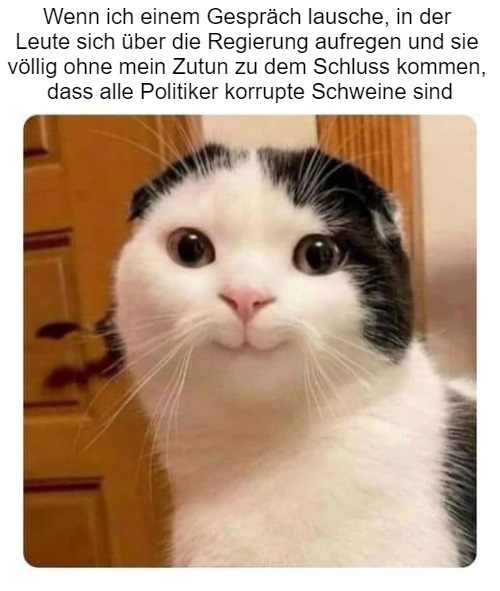 Wenn ich einem Gespräch lausche, in der
Leute sich über die Regierung aufregen und sie
völlig ohne mein Zutun zu dem Schluss kommen,
dass alle Politiker korrupte Schweine sind